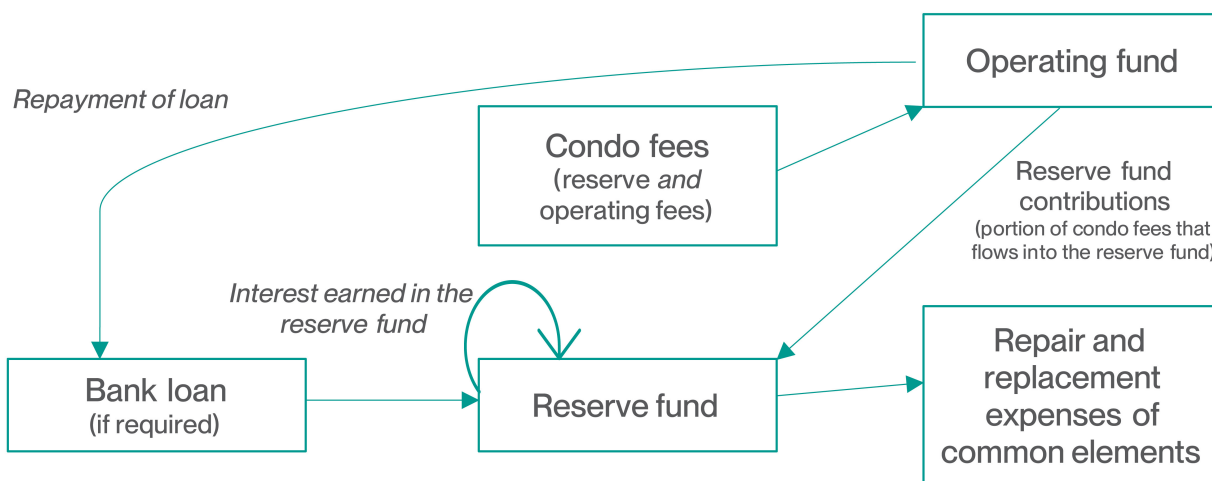 Operating fund
Repayment of loan
Condo fees
(reserve and
operating fees)
Reserve fund
contributions
(portion of condo fees that
flows into the reserve fund)
Interest earned in the
reserve fund
Bank loan
(if required)
Reserve fund
Repair and
replacement
expenses of
common elements